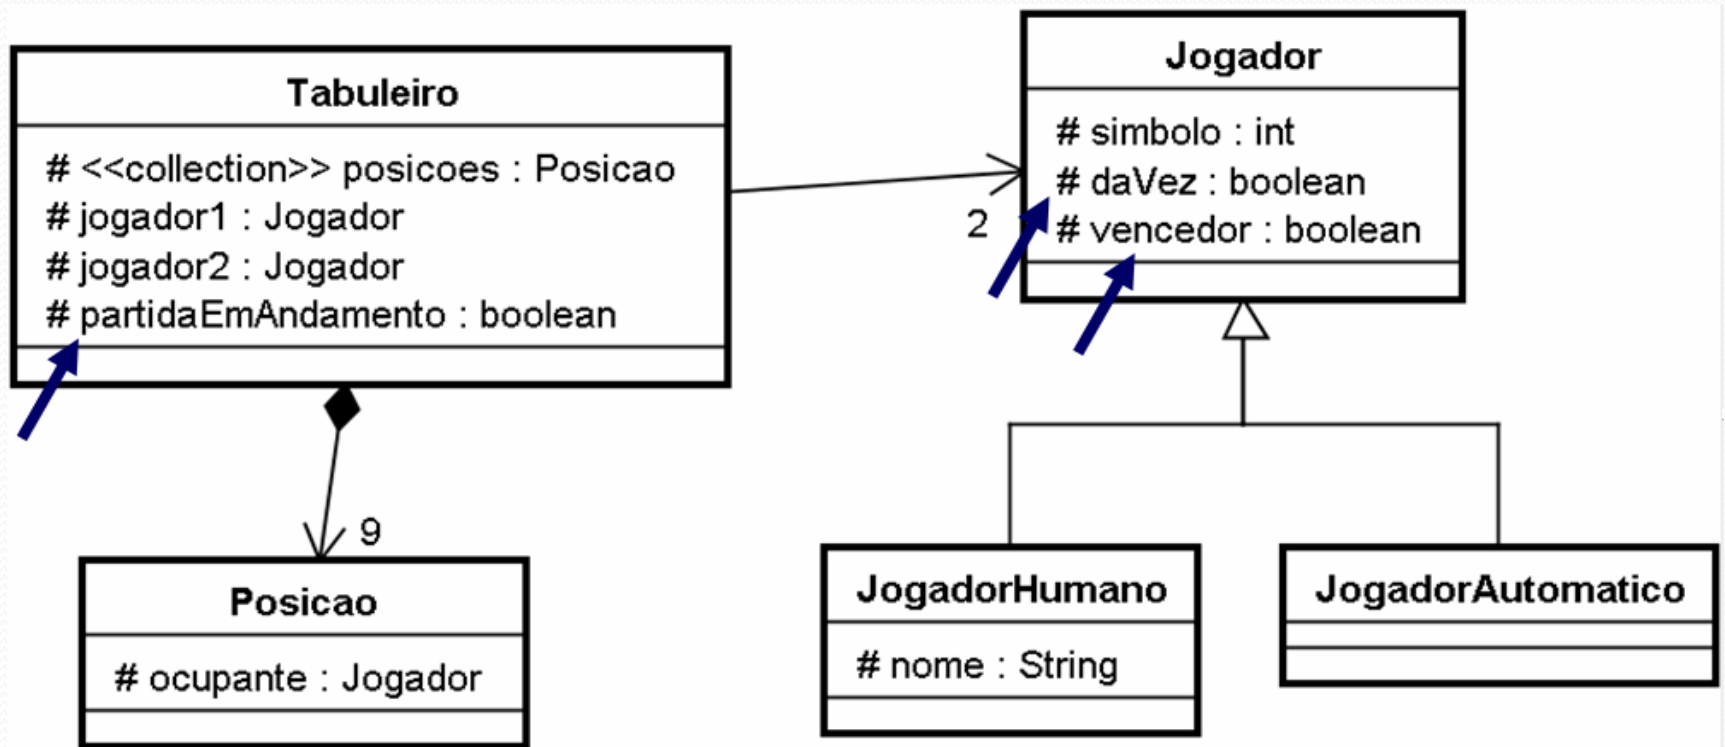 Tabuleiro
# <<collection>> posicoes : Posicao
# jogador1 : Jogador
# jogador2 : Jogador
# partidaEmAndamento : boolean
Jogador
# simbolo : int
# daVez : boolean
# vencedor : boolean
2
9
Posicao
# ocupante : Jogador
JogadorHumano
# nome : String
JogadorAutomatico